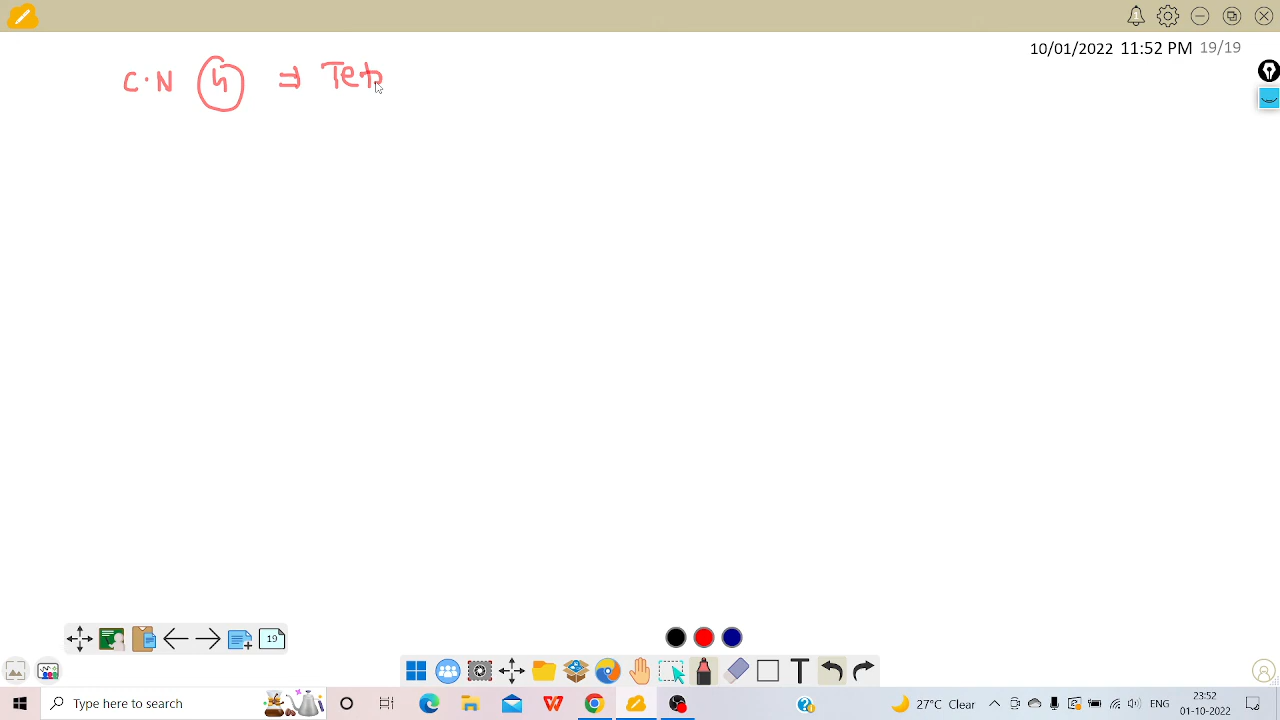 10/01/2022 11:52 PM 19/19
C.N 4 ⇒ Tetr
19
Type here to search
27°C Clear
ENG
23:52
01-10-2022